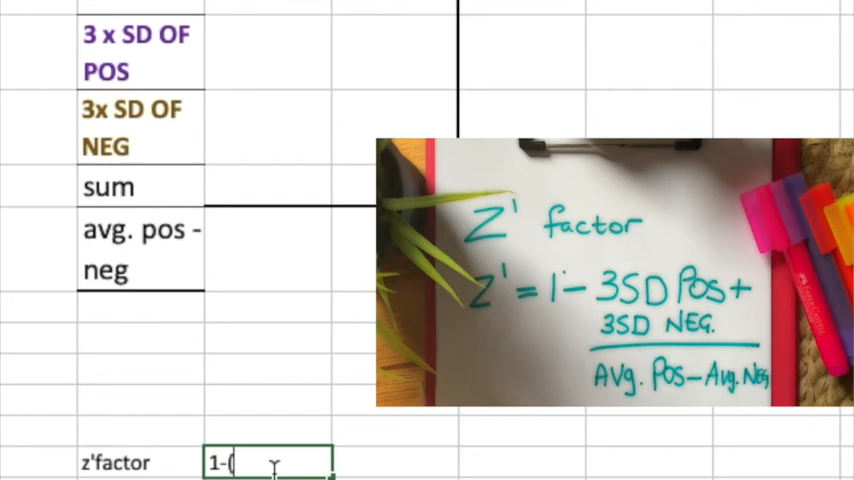 3 x SD OF
POS
3x SD OF
NEG
sum
avg. pos -
neg
z'factor
1-(
Z' factor
Z' = 1 - 3SD Pos +
3SD NEG.
Avg. Pos - Avg. NEG